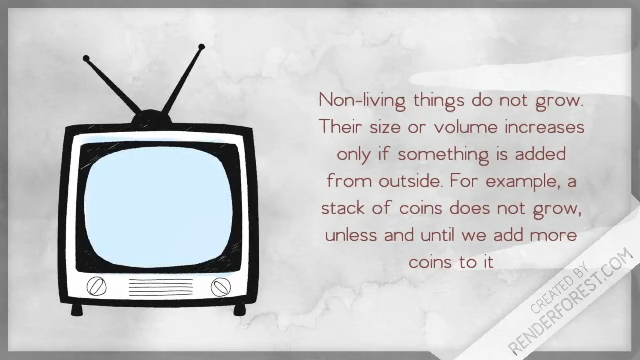 Non-living things do not grow.
Their size or volume increases
only if something is added
from outside. For example, a
stack of coins does not grow,
unless and until we add more
coins to it
CREATED BY
RENDERFOREST.COM